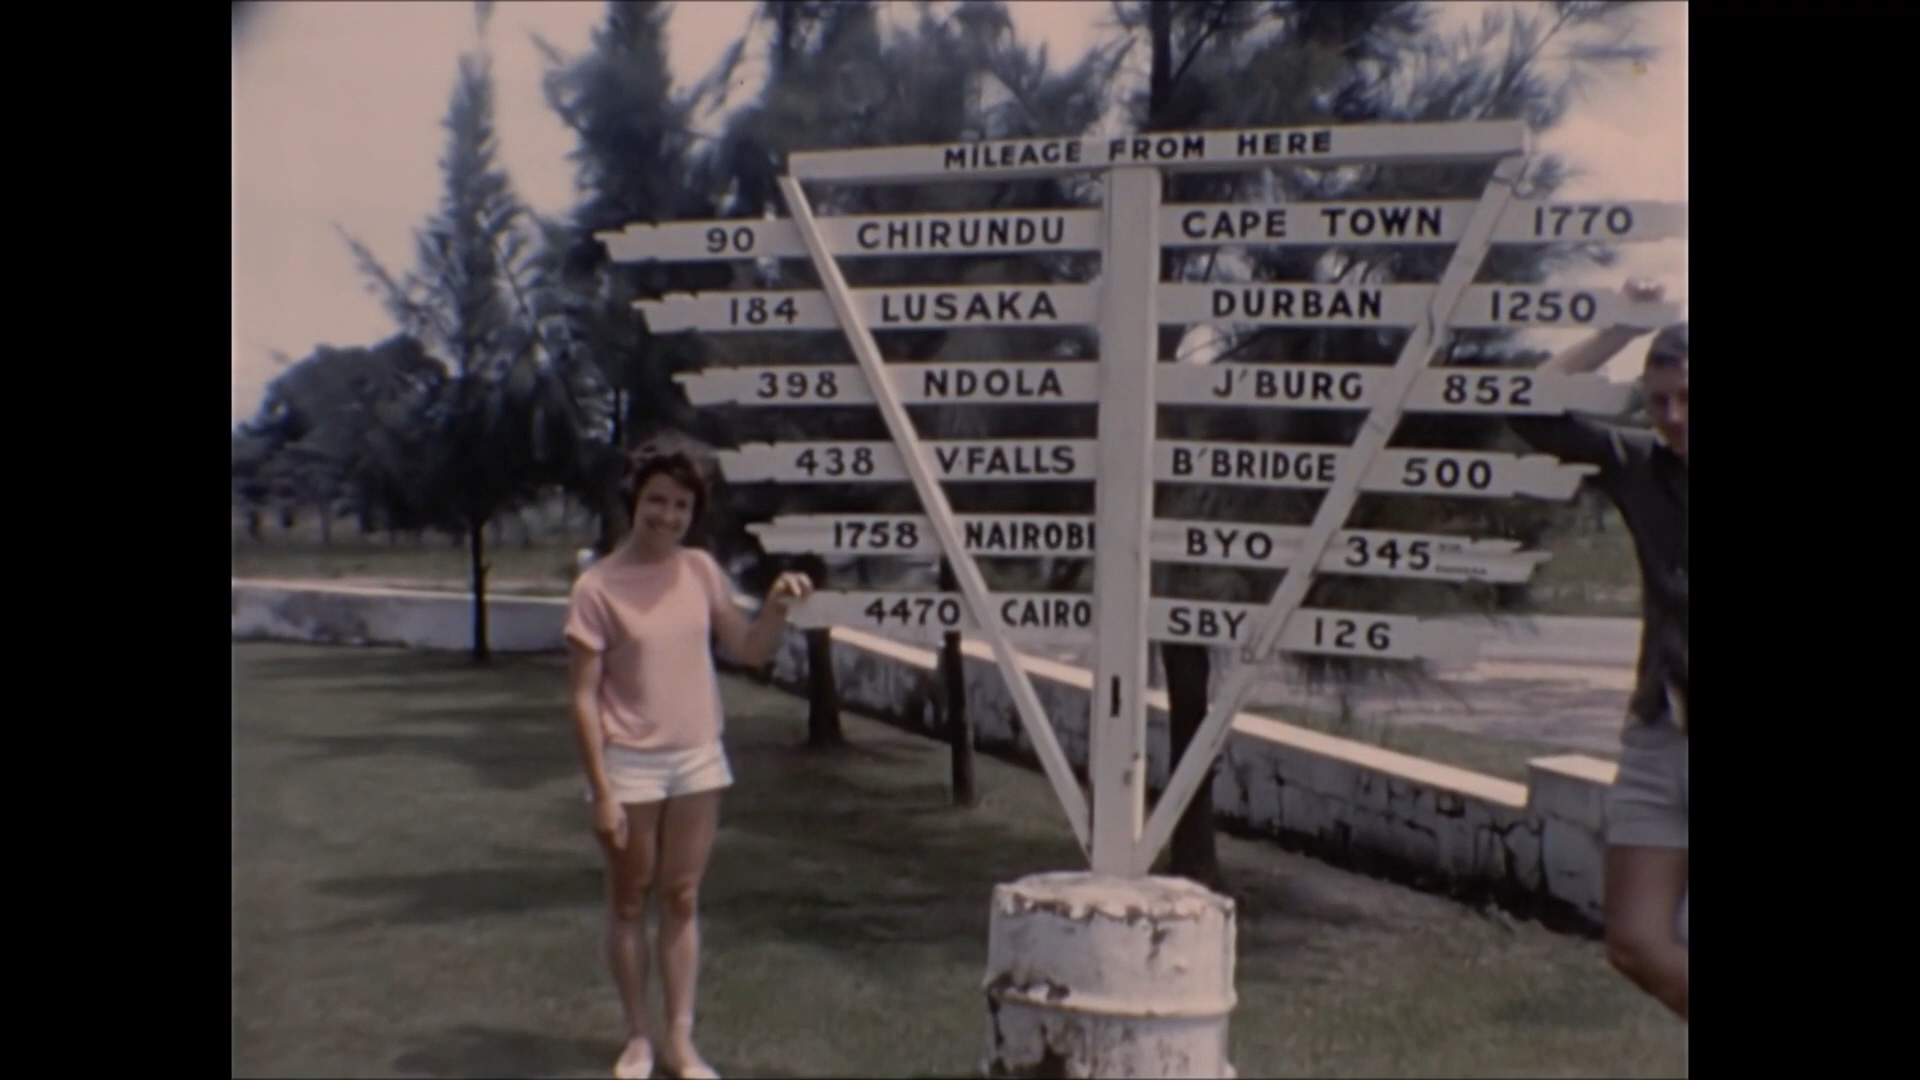 MILEAGE FROM HERE
90 CHIRUNDU CAPE TOWN 1770
184 LUSAKA DURBAN 1250
398 NDOLA J'BURG 852
438 V·FALLS B'BRIDGE 500
1758 NAIROBI BYO 345
4470 CAIRO SBY 126